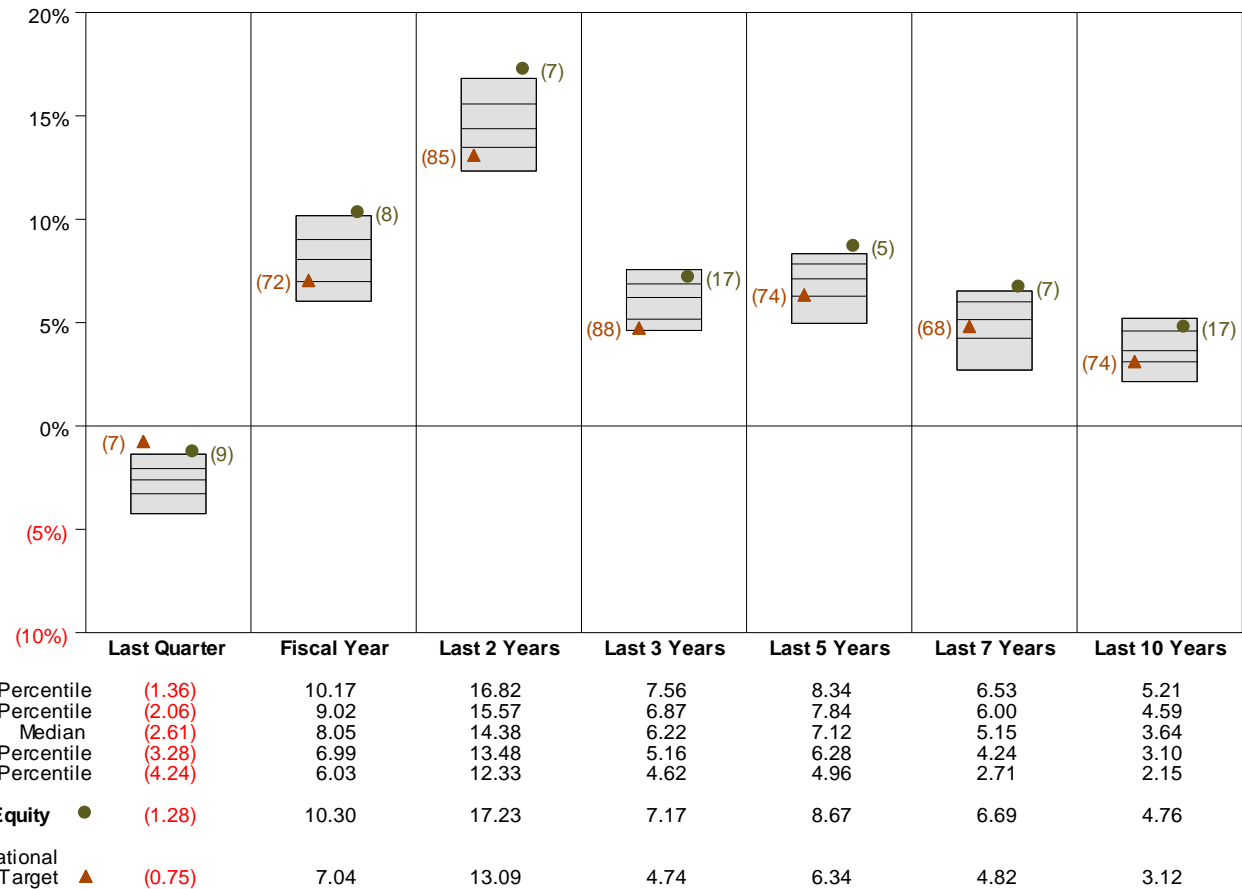 20%
15%
10%
5%
0%
(5%)
(10%)
(7)
(9)
(72)
(8)
(85)
(7)
(88)
(17)
(74)
(5)
(68)
(7)
(74)
(17)
Last Quarter Fiscal Year Last 2 Years Last 3 Years Last 5 Years Last 7 Years Last 10 Years
Percentile (1.36) 10.17 16.82 7.56 8.34 6.53 5.21
Percentile (2.06) 9.02 15.57 6.87 7.84 6.00 4.59
Median (2.61) 8.05 14.38 6.22 7.12 5.15 3.64
Percentile (3.28) 6.99 13.48 5.16 6.28 4.24 3.10
Percentile (4.24) 6.03 12.33 4.62 4.96 2.71 2.15
Equity (1.28) 10.30 17.23 7.17 8.67 6.69 4.76
ational
Target (0.75) 7.04 13.09 4.74 6.34 4.82 3.12